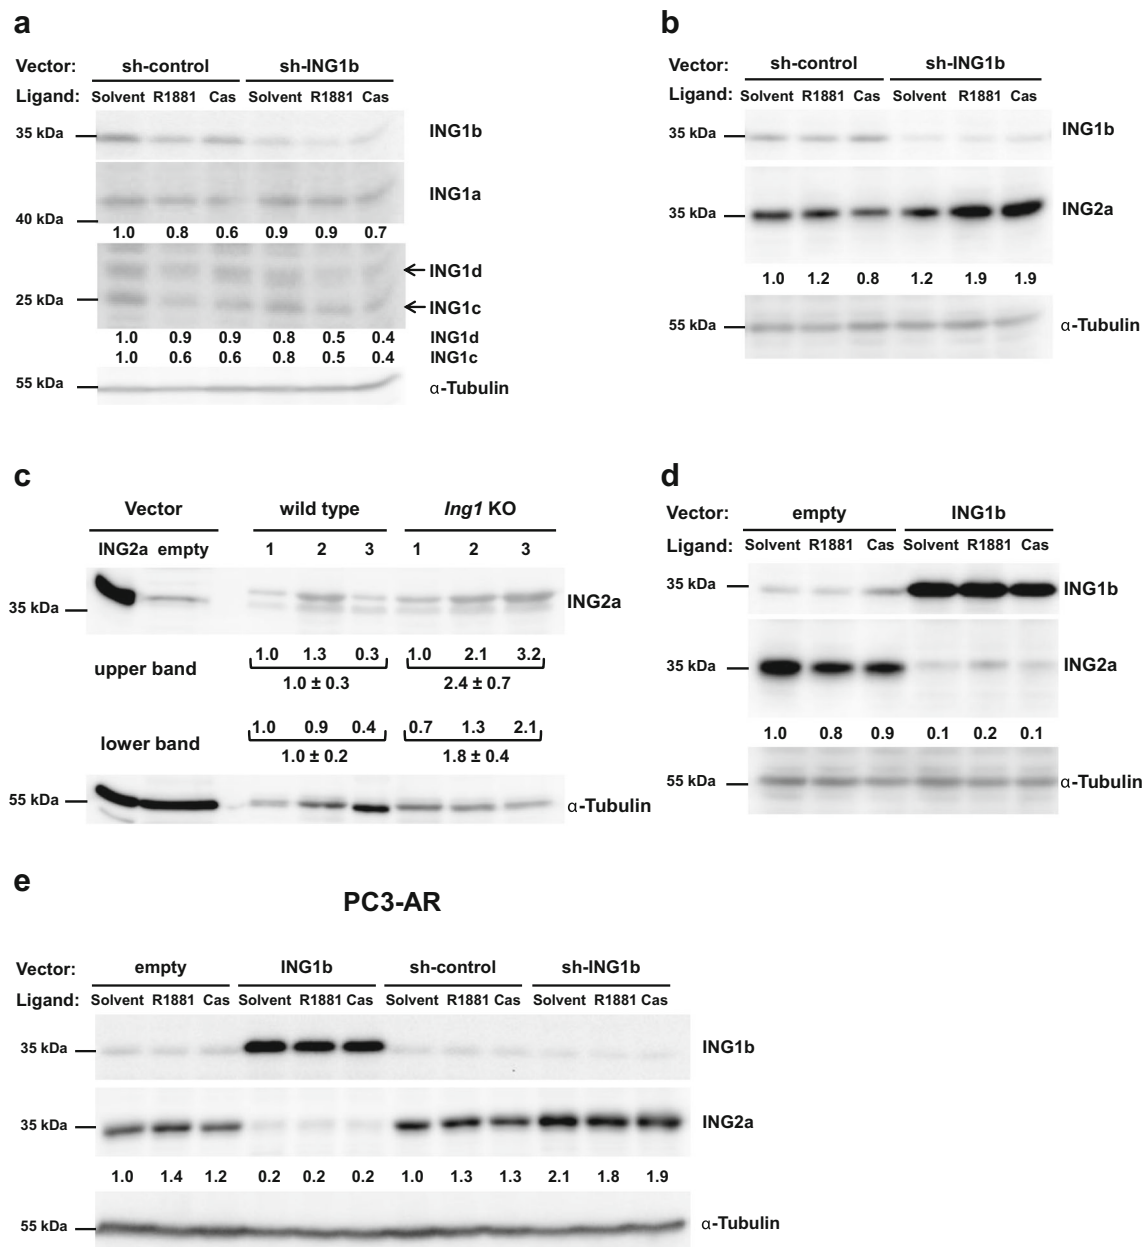 a
Vector: sh-control sh-ING1b
Ligand: Solvent R1881 Cas Solvent R1881 Cas
35 kDa ING1b
ING1a
40 kDa
1.0 0.8 0.6 0.9 0.9 0.7
ING1d
25 kDa ING1c
1.0 0.9 0.9 0.8 0.5 0.4 ING1d
1.0 0.6 0.6 0.8 0.5 0.4 ING1c
55 kDa α-Tubulin
b
Vector: sh-control sh-ING1b
Ligand: Solvent R1881 Cas Solvent R1881 Cas
35 kDa ING1b
35 kDa ING2a
1.0 1.2 0.8 1.2 1.9 1.9
55 kDa α-Tubulin
c
Vector wild type Ing1 KO
ING2a empty 1 2 3 1 2 3
35 kDa ING2a
upper band 1.0 1.3 0.3 1.0 2.1 3.2
1.0 ± 0.3 2.4 ± 0.7
lower band 1.0 0.9 0.4 0.7 1.3 2.1
1.0 ± 0.2 1.8 ± 0.4
55 kDa α-Tubulin
d
Vector: empty ING1b
Ligand: Solvent R1881 Cas Solvent R1881 Cas
35 kDa ING1b
35 kDa ING2a
1.0 0.8 0.9 0.1 0.2 0.1
55 kDa α-Tubulin
e
PC3-AR
Vector: empty ING1b sh-control sh-ING1b
Ligand: Solvent R1881 Cas Solvent R1881 Cas Solvent R1881 Cas Solvent R1881 Cas
35 kDa ING1b
35 kDa ING2a
1.0 1.4 1.2 0.2 0.2 0.2 1.0 1.3 1.3 2.1 1.8 1.9
55 kDa α-Tubulin